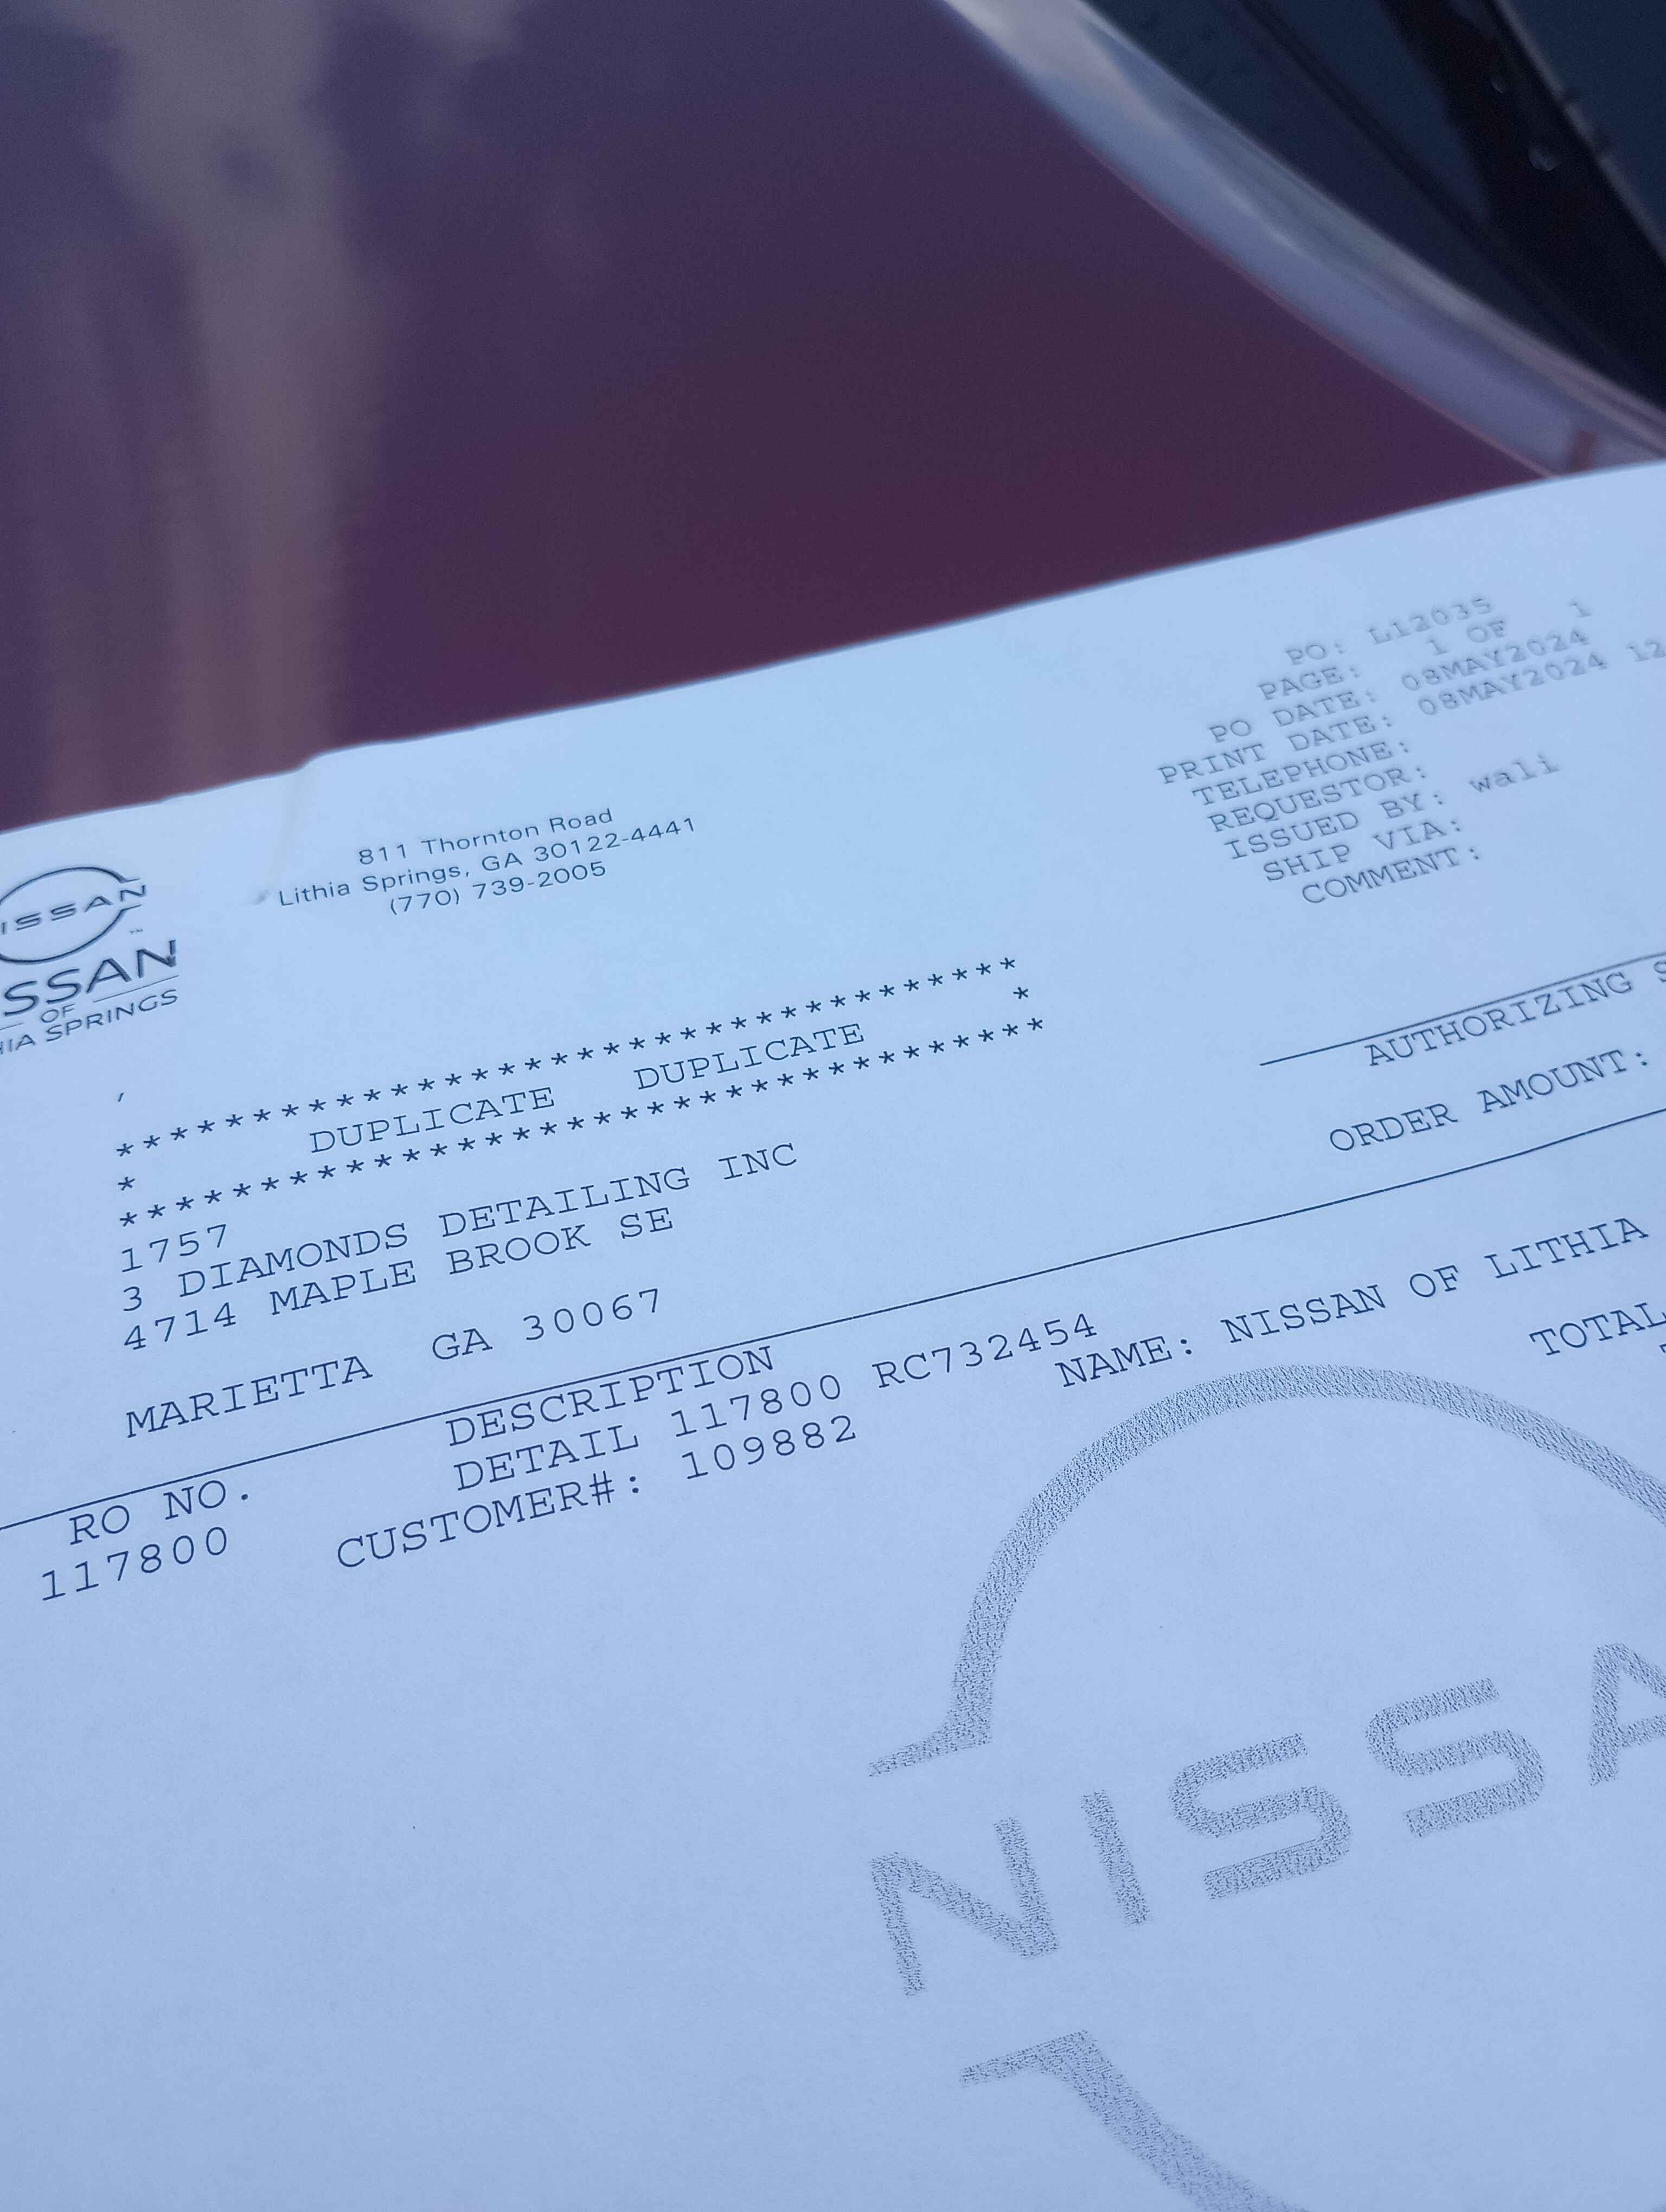 PO: L12035
PAGE: 1 OF 1
PO DATE: 08MAY2024
PRINT DATE: 08MAY2024 12
TELEPHONE:
REQUESTOR:
ISSUED BY: wali
SHIP VIA:
COMMENT:
811 Thornton Road
Lithia Springs, GA 30122-4441
(770) 739-2005
ISSAN
ISSAN
OF
HIA SPRINGS
*********************************
* DUPLICATE DUPLICATE *
*********************************
AUTHORIZING S
ORDER AMOUNT:
1757
3 DIAMONDS DETAILING INC
4714 MAPLE BROOK SE
MARIETTA GA 30067
RO NO. DESCRIPTION
117800 DETAIL 117800 RC732454
CUSTOMER#: 109882 NAME: NISSAN OF LITHIA
TOTAL
NISSA